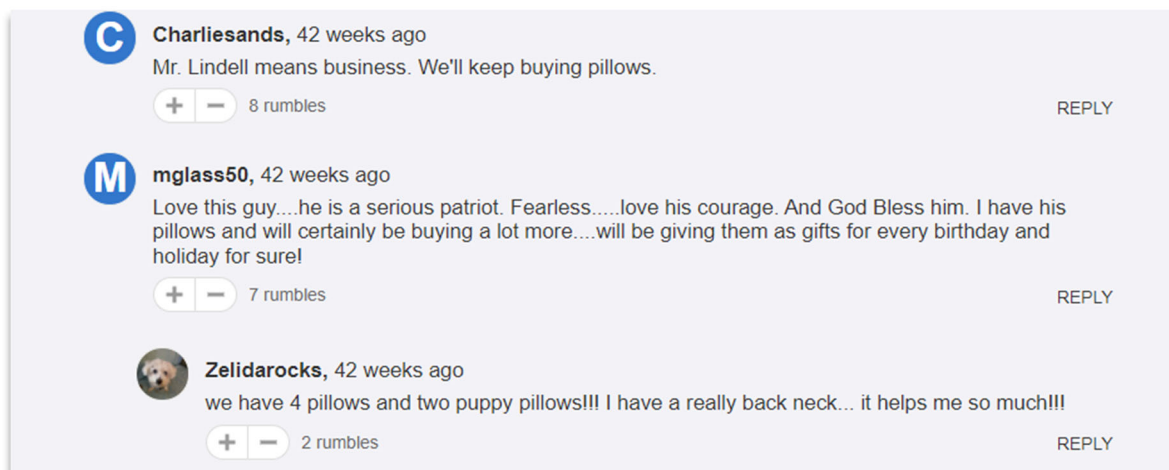 C
Charliesands, 42 weeks ago
Mr. Lindell means business. We'll keep buying pillows.
+ − 8 rumbles
REPLY
M
mglass50, 42 weeks ago
Love this guy....he is a serious patriot. Fearless.....love his courage. And God Bless him. I have his
pillows and will certainly be buying a lot more....will be giving them as gifts for every birthday and
holiday for sure!
+ − 7 rumbles
REPLY
Zelidarocks, 42 weeks ago
we have 4 pillows and two puppy pillows!!! I have a really back neck... it helps me so much!!!
+ − 2 rumbles
REPLY